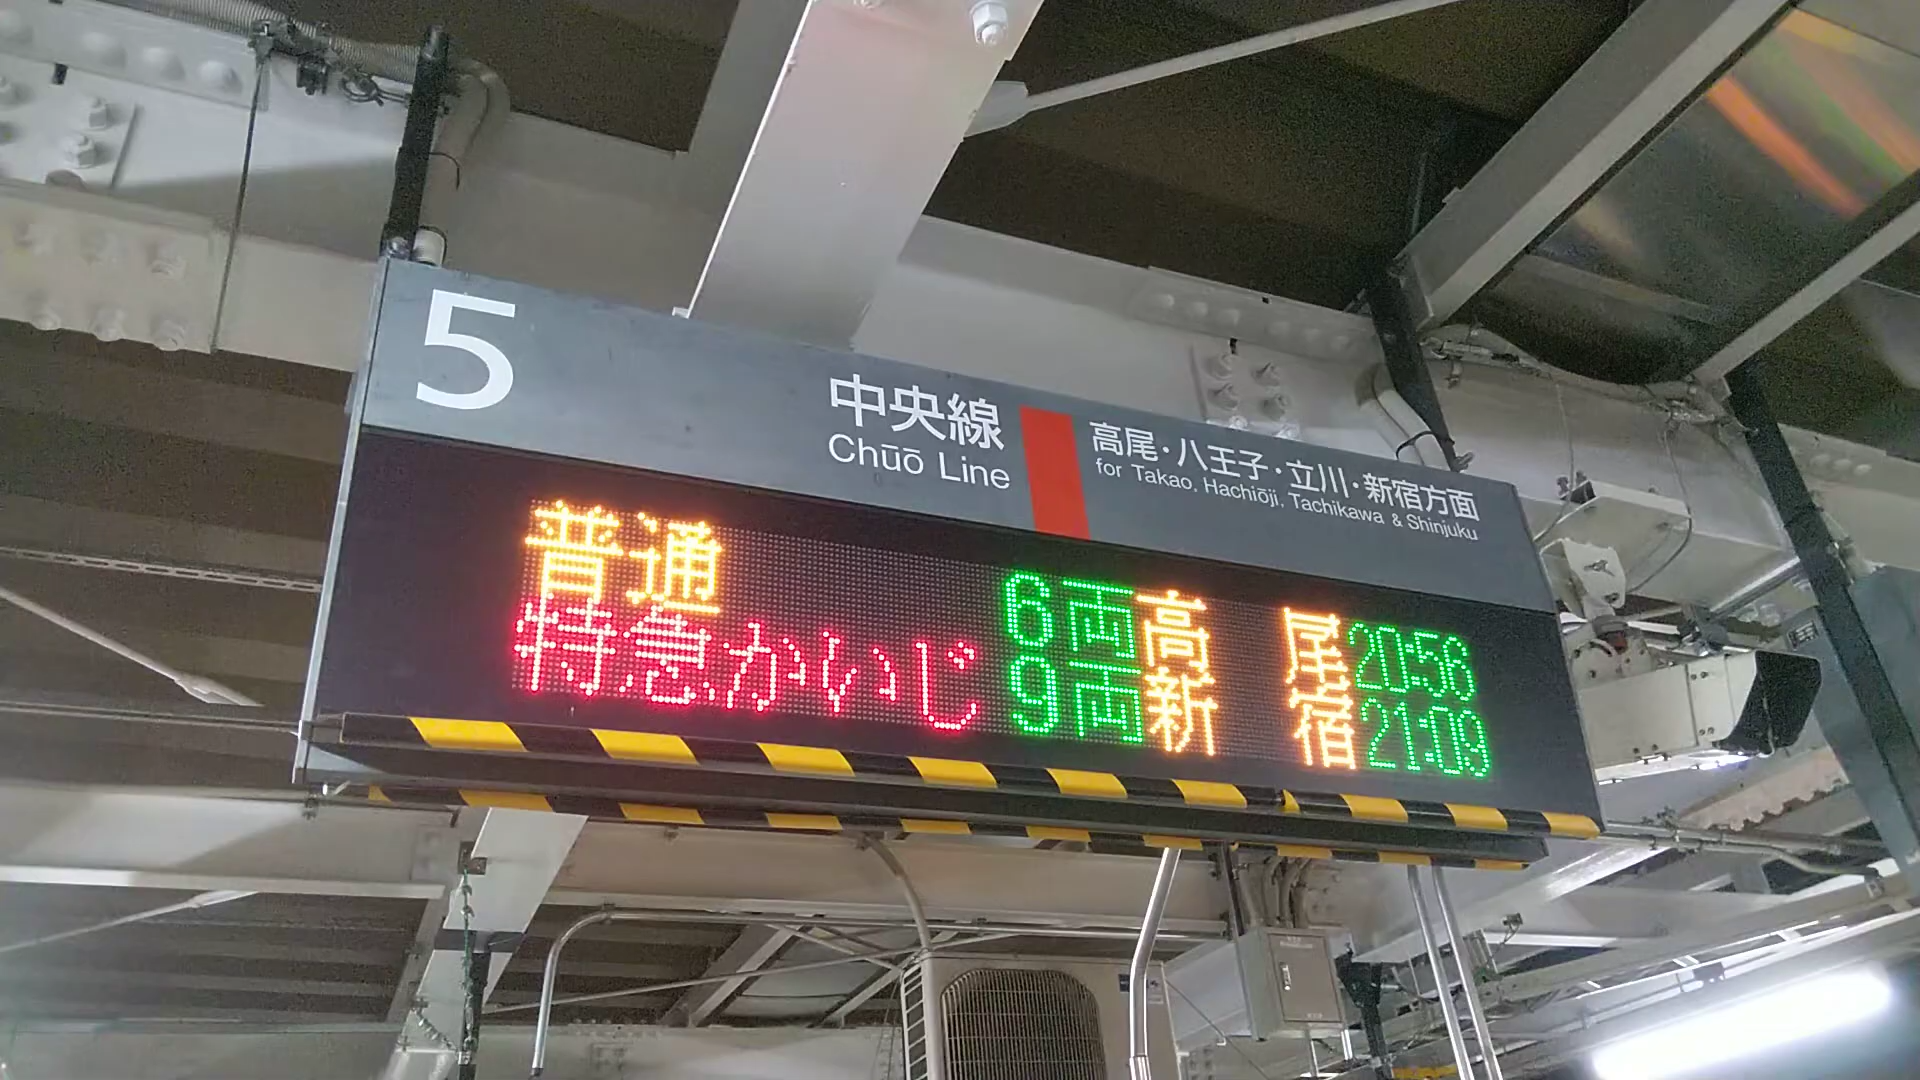 5
中央線
Chūō Line
高尾・八王子・立川・新宿方面
for Takao, Hachiōji, Tachikawa & Shinjuku
普通 6両 高尾 20:56
特急かいじ 9両 新宿 21:09